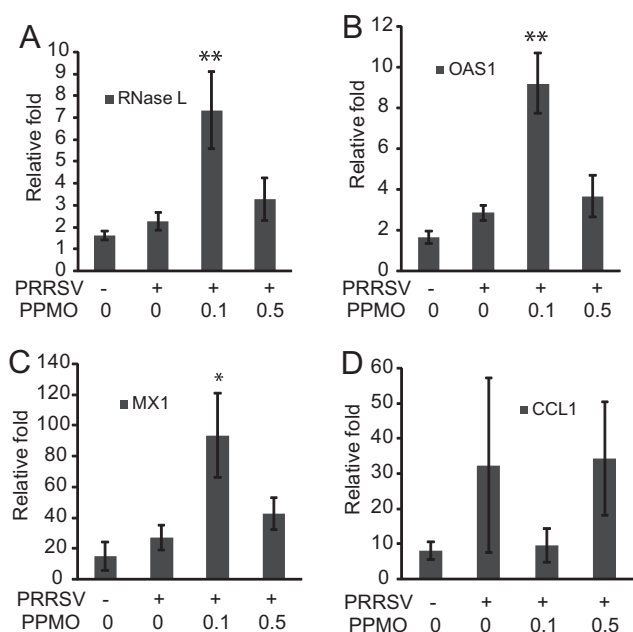 A
Relative fold
10
9
8
7
6
5
4
3
2
1
0
**
RNase L
PRRSV - + + +
PPMO 0 0 0.1 0.5
B
Relative fold
12
10
8
6
4
2
0
**
OAS1
PRRSV - + + +
PPMO 0 0 0.1 0.5
C
Relative fold
140
120
100
80
60
40
20
0
*
MX1
PRRSV - + + +
PPMO 0 0 0.1 0.5
D
Relative fold
60
50
40
30
20
10
0
CCL1
PRRSV - + + +
PPMO 0 0 0.1 0.5